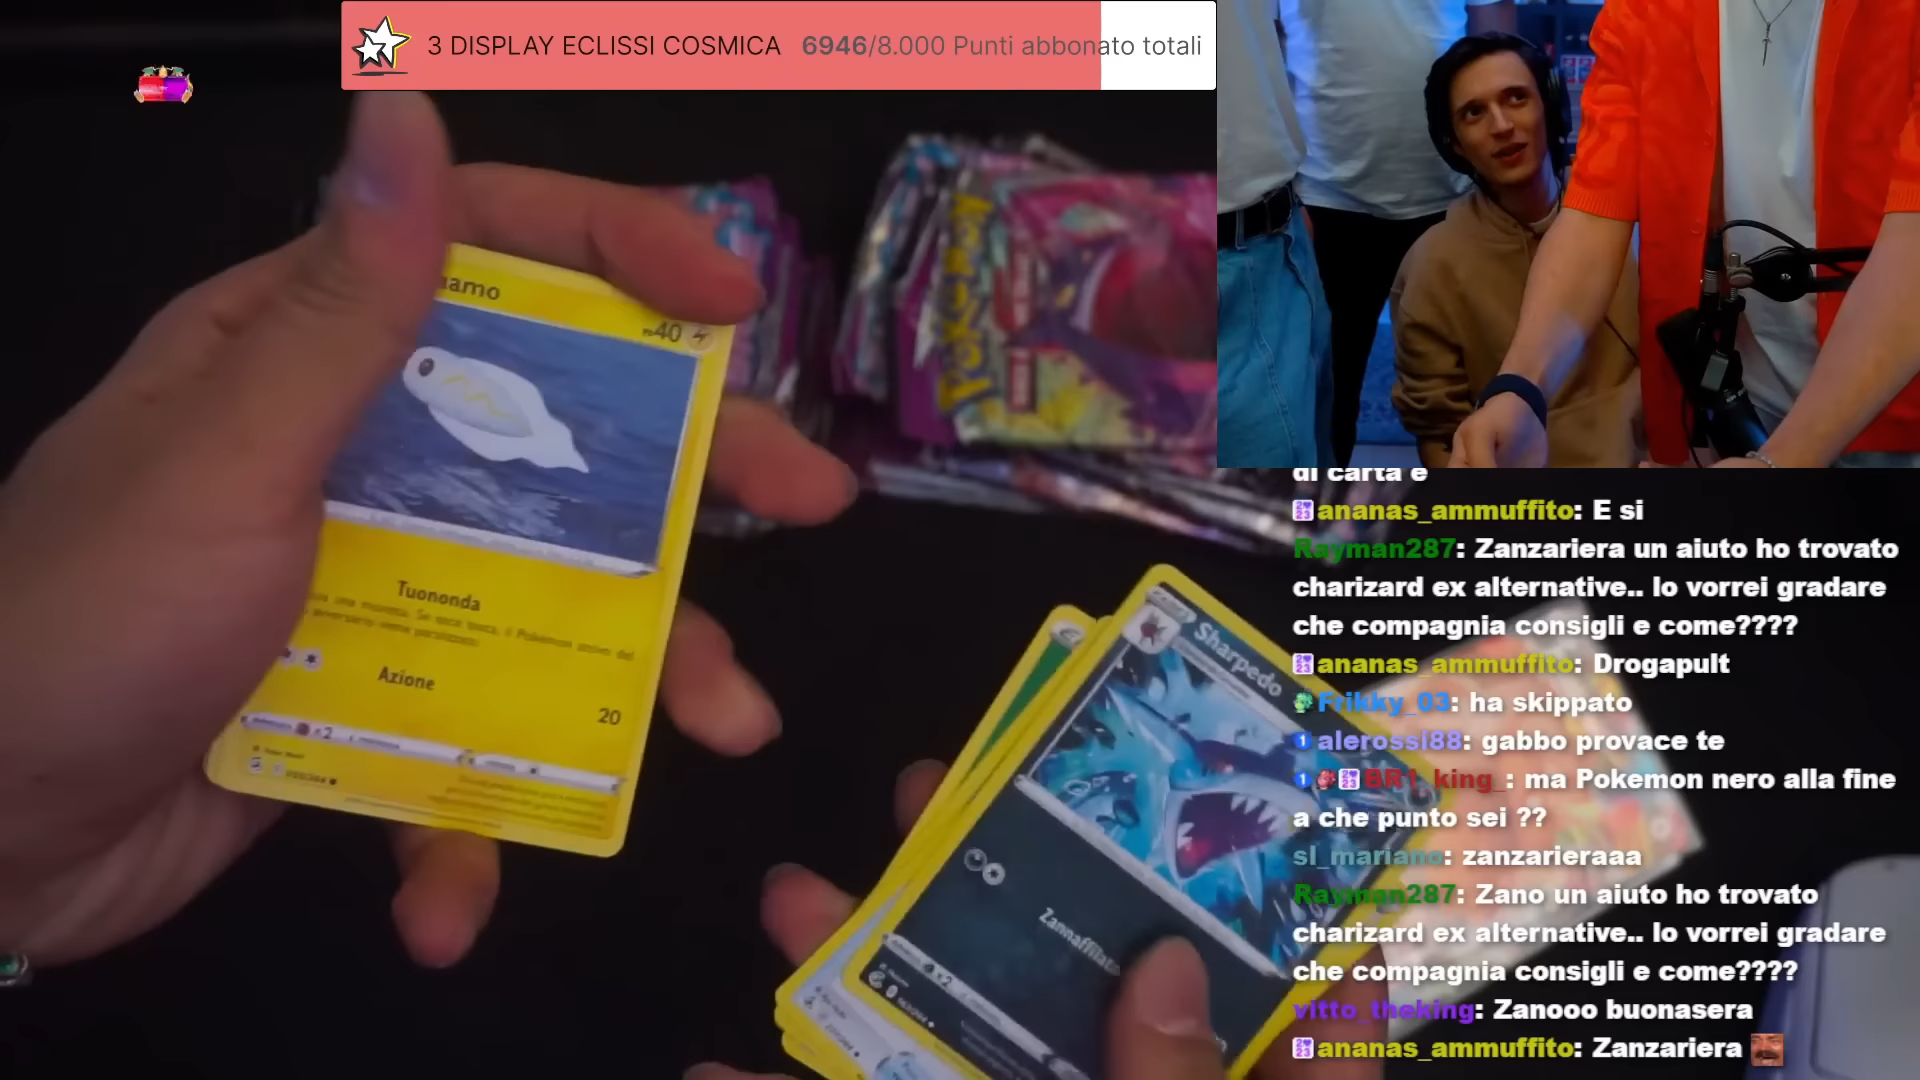 3 DISPLAY ECLISSI COSMICA 6946/8.000 Punti abbonato totali
amo
40
Tuononda
Azione
20
x2
POKÉMON
Sharpedo
Zannaffilata
x2
di carta e
ananas_ammuffito: E si
Rayman287: Zanzariera un aiuto ho trovato
charizard ex alternative.. lo vorrei gradare
che compagnia consigli e come????
ananas_ammuffito: Drogapult
Frikky_03: ha skippato
alerossi88: gabbo provace te
BR1_king_: ma Pokemon nero alla fine
a che punto sei ??
sl_mariano: zanzarieraaa
Rayman287: Zano un aiuto ho trovato
charizard ex alternative.. lo vorrei gradare
che compagnia consigli e come????
vitto_theking: Zanooo buonasera
ananas_ammuffito: Zanzariera